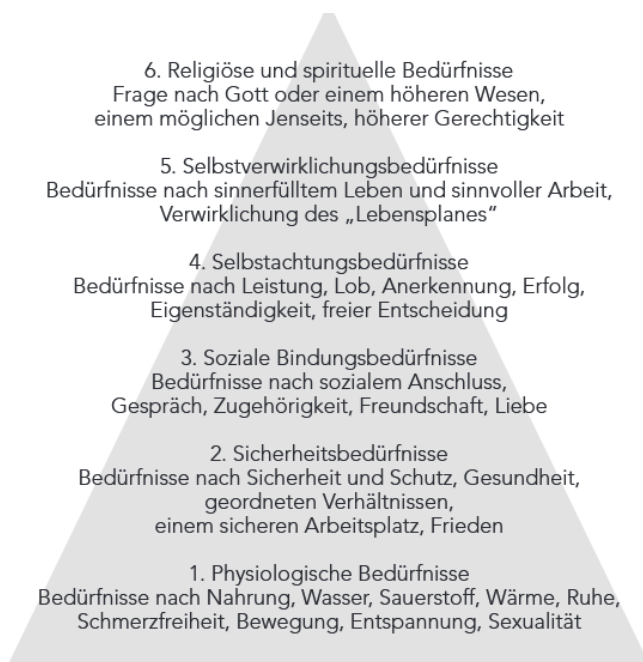 6. Religiöse und spirituelle Bedürfnisse
Frage nach Gott oder einem höheren Wesen,
einem möglichen Jenseits, höherer Gerechtigkeit
5. Selbstverwirklichungsbedürfnisse
Bedürfnisse nach sinnerfülltem Leben und sinnvoller Arbeit,
Verwirklichung des „Lebensplanes“
4. Selbstachtungsbedürfnisse
Bedürfnisse nach Leistung, Lob, Anerkennung, Erfolg,
Eigenständigkeit, freier Entscheidung
3. Soziale Bindungsbedürfnisse
Bedürfnisse nach sozialem Anschluss,
Gespräch, Zugehörigkeit, Freundschaft, Liebe
2. Sicherheitsbedürfnisse
Bedürfnisse nach Sicherheit und Schutz, Gesundheit,
geordneten Verhältnissen,
einem sicheren Arbeitsplatz, Frieden
1. Physiologische Bedürfnisse
Bedürfnisse nach Nahrung, Wasser, Sauerstoff, Wärme, Ruhe,
Schmerzfreiheit, Bewegung, Entspannung, Sexualität